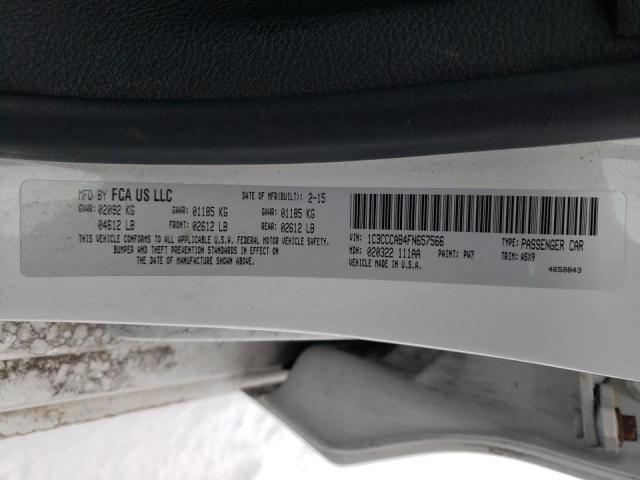 MFD BY FCA US LLC DATE OF MFR(BUILT): 2-15
GVWR: 02092 KG GAWR: 01185 KG GAWR: 01185 KG
04612 LB FRONT: 02612 LB REAR: 02612 LB
THIS VEHICLE CONFORMS TO ALL APPLICABLE U.S.A. FEDERAL MOTOR VEHICLE SAFETY,
BUMPER AND THEFT PREVENTION STANDARDS IN EFFECT ON
THE DATE OF MANUFACTURE SHOWN ABOVE.
VIN: 1C3CCCAB4FN657566 TYPE: PASSENGER CAR
MDH: 020322 111AA PAINT: PW7 TRIM: A5X9
VEHICLE MADE IN U.S.A. 4658843